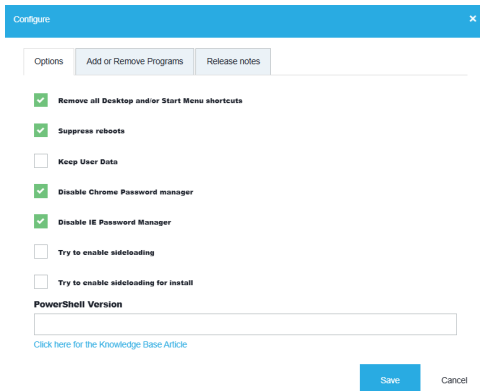 Configure
×
Options
Add or Remove Programs
Release notes
Remove all Desktop and/or Start Menu shortcuts
Suppress reboots
Keep User Data
Disable Chrome Password manager
Disable IE Password Manager
Try to enable sideloading
Try to enable sideloading for install
PowerShell Version
Click here for the Knowledge Base Article
Save
Cancel